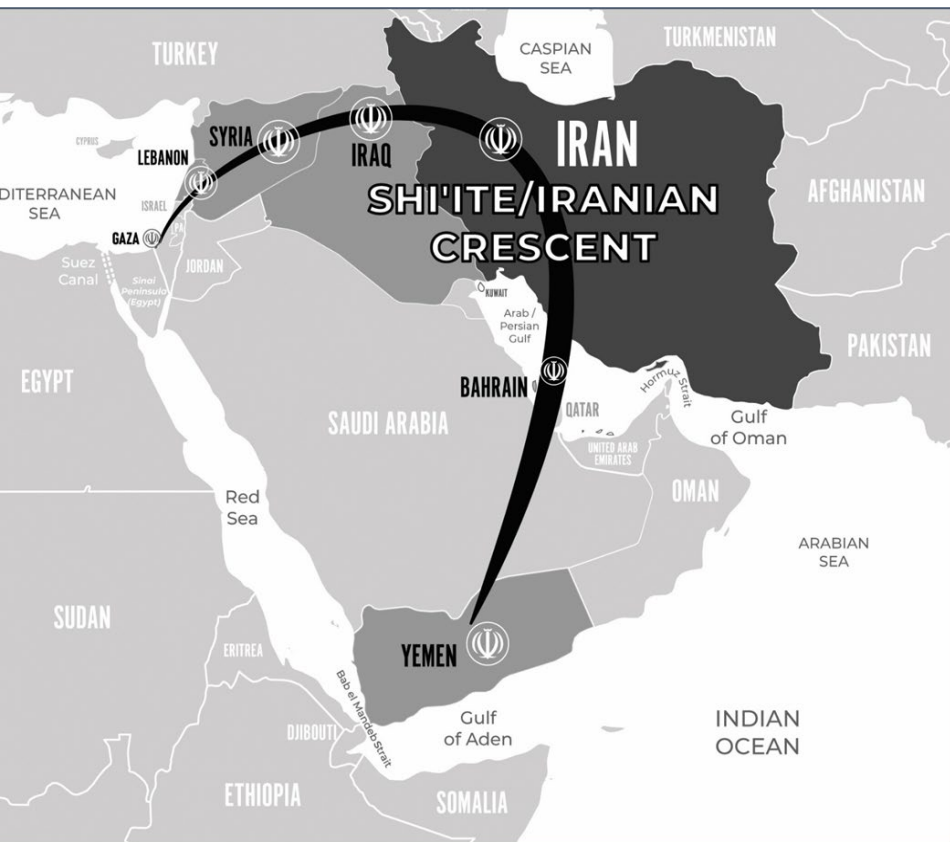 TURKEY
CASPIAN
SEA
TURKMENISTAN
CYPRUS
SYRIA
LEBANON
IRAQ
IRAN
DITERRANEAN
SEA
ISRAEL
AFGHANISTAN
SHI'ITE/IRANIAN
CRESCENT
GAZA
PA
Suez
Canal
JORDAN
Sinai
Peninsula
(Egypt)
KUWAIT
Arab /
Persian
Gulf
PAKISTAN
EGYPT
BAHRAIN
Hormuz Strait
QATAR
SAUDI ARABIA
Gulf
of Oman
UNITED ARAB
EMIRATES
OMAN
Red
Sea
ARABIAN
SEA
SUDAN
YEMEN
ERITREA
Bab el Mandeb Strait
DJIBOUTI
Gulf
of Aden
INDIAN
OCEAN
ETHIOPIA
SOMALIA